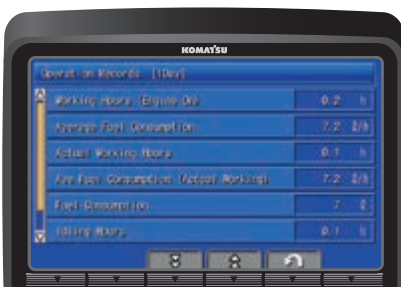 KOMATSU
Operation Records [1Day]
Working Hours (Engine On) 0.2 h
Average Fuel Consumption 7.2 ℓ/h
Actual Working Hours 0.1 h
Ave Fuel Consumption (Actual Working) 7.2 ℓ/h
Fuel Consumption 7 ℓ
Idling Hours 0.1 h